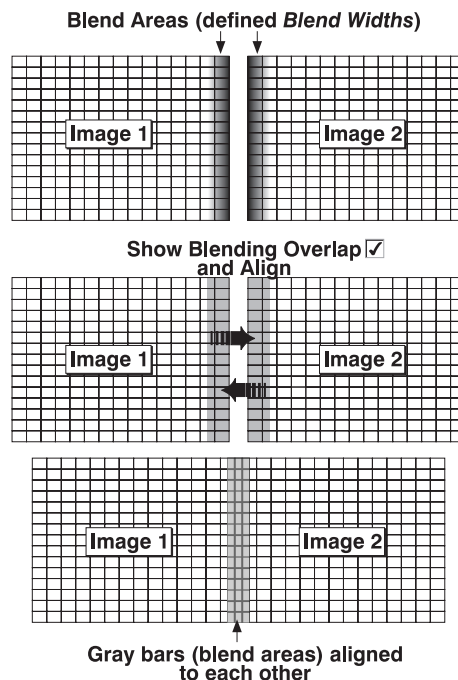 Blend Areas (defined Blend Widths)
Image 1
Image 2
Show Blending Overlap ☑
and Align
Image 1
Image 2
Image 1
Image 2
Gray bars (blend areas) aligned
to each other